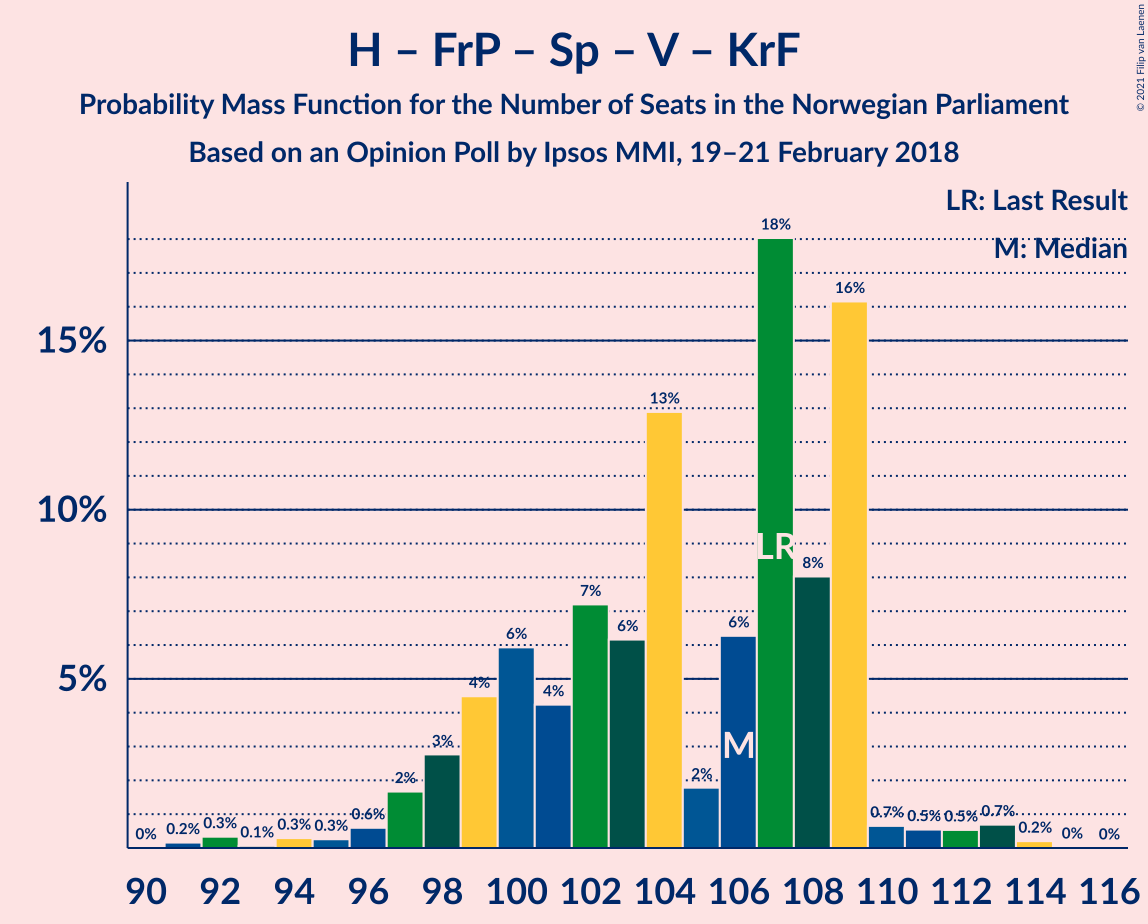 H – FrP – Sp – V – KrF
Probability Mass Function for the Number of Seats in the Norwegian Parliament
Based on an Opinion Poll by Ipsos MMI, 19–21 February 2018
© 2021 Filip van Laenen
LR: Last Result
M: Median
15%
10%
5%
0% 0.2% 0.3% 0.1% 0.3% 0.3% 0.6% 2% 3% 4% 6% 4% 7% 6% 13% 2% 6% 18% 8% 16% 0.7% 0.5% 0.5% 0.7% 0.2% 0% 0%
LR
M
90 92 94 96 98 100 102 104 106 108 110 112 114 116